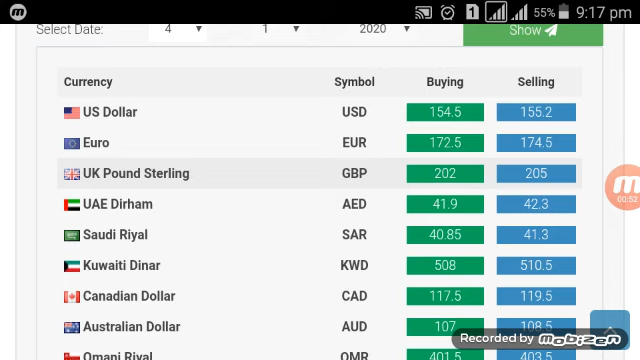 1 55% 9:17 pm
Select Date: 4 1 2020 Show
Currency Symbol Buying Selling
US Dollar USD 154.5 155.2
Euro EUR 172.5 174.5
UK Pound Sterling GBP 202 205
UAE Dirham AED 41.9 42.3
Saudi Riyal SAR 40.85 41.3
Kuwaiti Dinar KWD 508 510.5
Canadian Dollar CAD 117.5 119.5
Australian Dollar AUD 107 108.5
Omani Riyal OMR 401.5 403.5
00:52
Recorded by mobizen